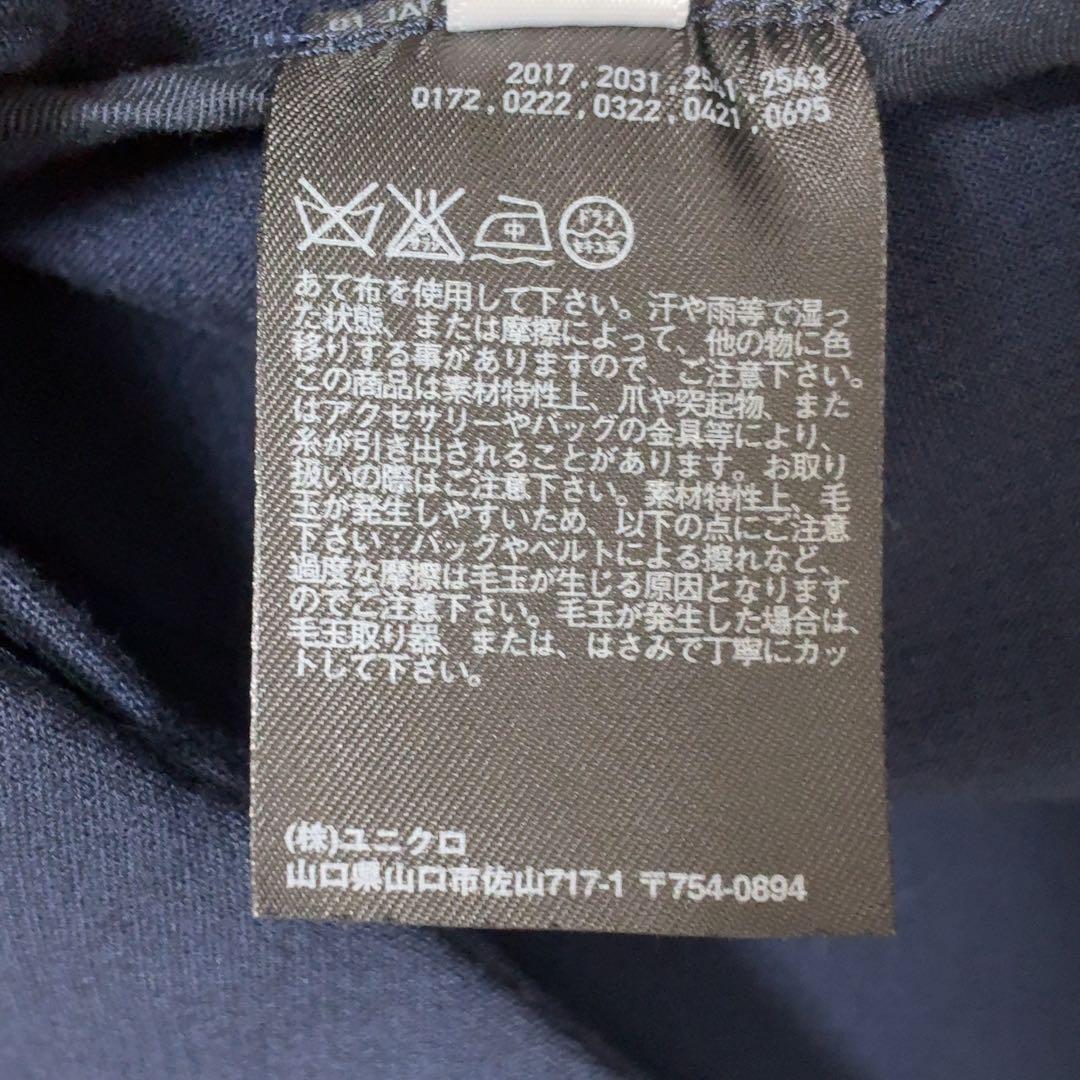 61 JAP
2017,2031,2541,2543
0172,0222,0322,0421,0695
中
ドライ
セキユ系
あて布を使用して下さい。汗や雨等で湿っ
た状態、または摩擦によって、他の物に色
移りする事がありますので、ご注意下さい。
この商品は素材特性上、爪や突起物、また
はアクセサリーやバッグの金具等により、
糸が引き出されることがあります。お取り
扱いの際はご注意下さい。素材特性上、毛
玉が発生しやすいため、以下の点にご注意
下さい:バッグやベルトによる擦れなど、
過度な摩擦は毛玉が生じる原因となります
のでご注意下さい。毛玉が発生した場合は、
毛玉取り器、または、はさみで丁寧にカッ
トして下さい。
(株)ユニクロ
山口県山口市佐山717-1 〒754-0894